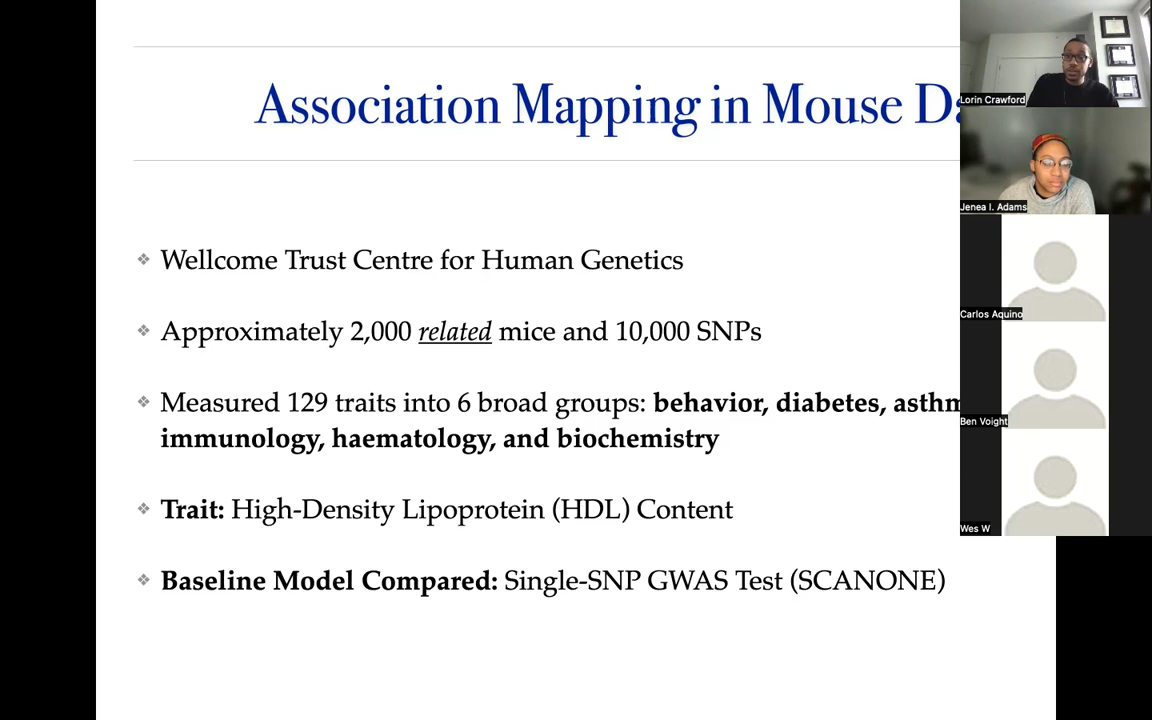 Association Mapping in Mouse
Wellcome Trust Centre for Human Genetics
Approximately 2,000 related mice and 10,000 SNPs
Measured 129 traits into 6 broad groups: behavior, diabetes,
immunology, haematology, and biochemistry
Trait: High-Density Lipoprotein (HDL) Content
Baseline Model Compared: Single-SNP GWAS Test (SCANONE)
Lorin Crawford
Jenea I. Adams
Carlos Aquino
Ben Voight
Wes W